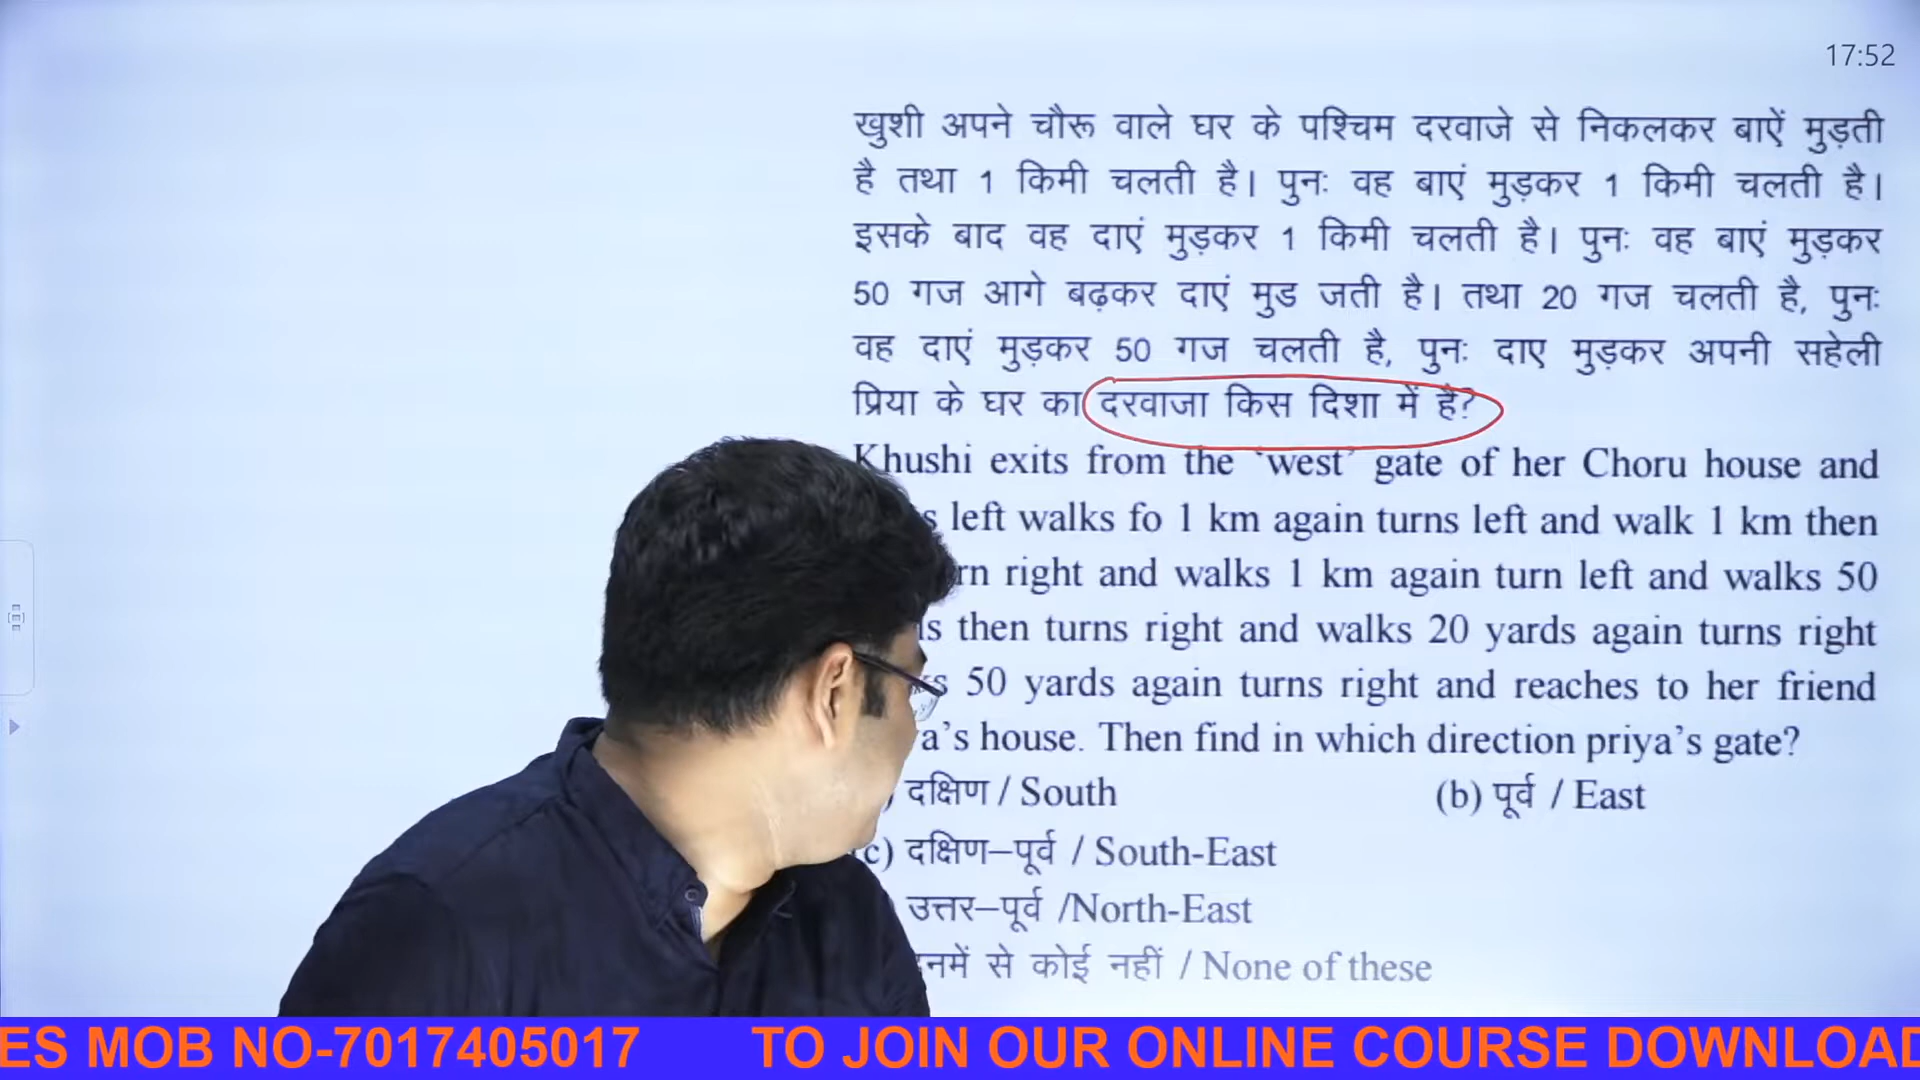 17:52
खुशी अपने चौरू वाले घर के पश्चिम दरवाजे से निकलकर बाऐं मुड़ती
है तथा 1 किमी चलती है। पुनः वह बाएं मुड़कर 1 किमी चलती है।
इसके बाद वह दाएं मुड़कर 1 किमी चलती है। पुनः वह बाएं मुड़कर
50 गज आगे बढ़कर दाएं मुड जती है। तथा 20 गज चलती है, पुनः
वह दाएं मुड़कर 50 गज चलती है, पुनः दाए मुड़कर अपनी सहेली
प्रिया के घर का दरवाजा किस दिशा में है?
Khushi exits from the 'west' gate of her Choru house and
left walks fo 1 km again turns left and walk 1 km then
right and walks 1 km again turn left and walks 50
then turns right and walks 20 yards again turns right
50 yards again turns right and reaches to her friend
a's house. Then find in which direction priya's gate?
दक्षिण / South (b) पूर्व / East
c) दक्षिण–पूर्व / South-East
उत्तर–पूर्व /North-East
नमें से कोई नहीं / None of these
ES MOB NO-7017405017 TO JOIN OUR ONLINE COURSE DOWNLOAD